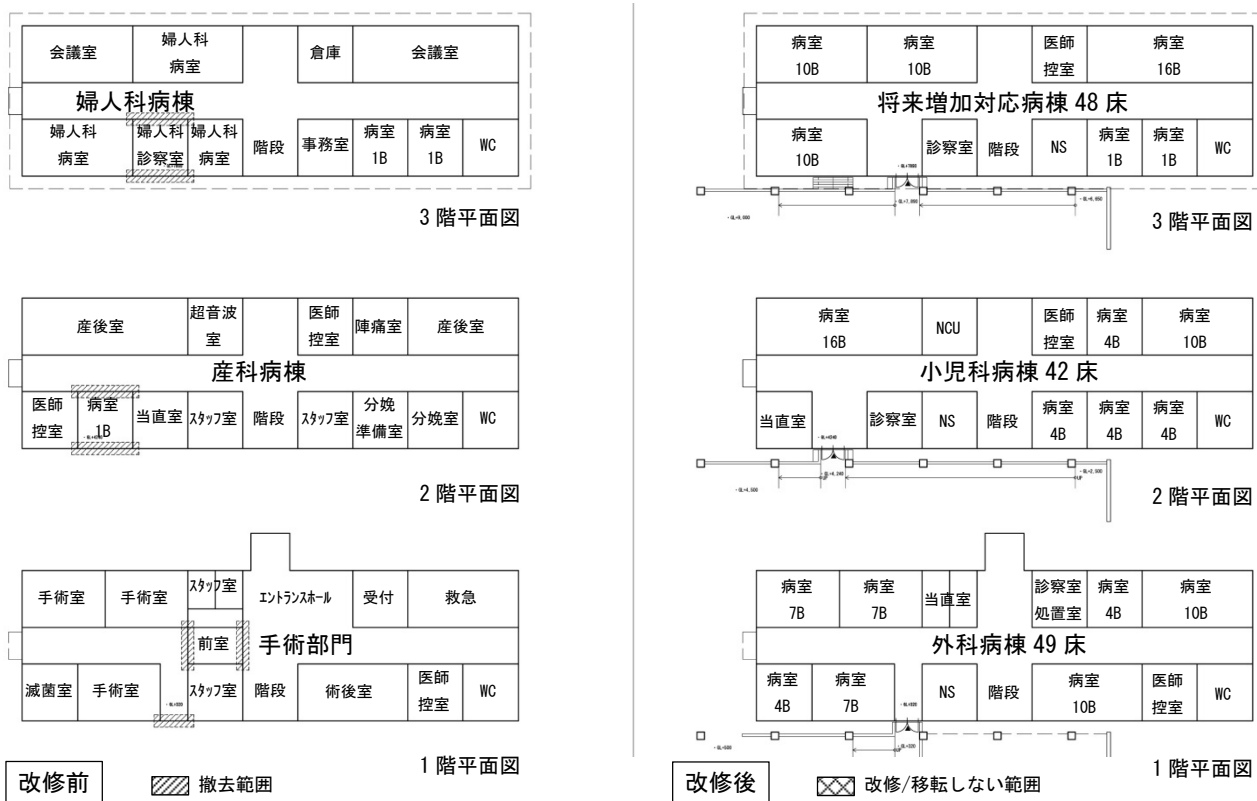 会議室
婦人科
病室
倉庫
会議室
婦人科病棟
婦人科
病室
婦人科
診察室
婦人科
病室
階段
事務室
病室
1B
病室
1B
WC
3 階平面図
産後室
超音波
室
医師
控室
陣痛室
産後室
産科病棟
医師
控室
病室
1B
当直室
スタッフ室
階段
スタッフ室
分娩
準備室
分娩室
WC
2 階平面図
手術室
手術室
スタッフ室
エントランスホール
受付
救急
前室
手術部門
滅菌室
手術室
スタッフ室
階段
術後室
医師
控室
WC
1 階平面図
改修前
撤去範囲
病室
10B
病室
10B
医師
控室
病室
16B
将来増加対応病棟 48 床
病室
10B
診察室
階段
NS
病室
1B
病室
1B
WC
3 階平面図
病室
16B
NCU
医師
控室
病室
4B
病室
10B
小児科病棟 42 床
当直室
診察室
NS
階段
病室
4B
病室
4B
病室
4B
WC
2 階平面図
病室
7B
病室
7B
当直室
診察室
処置室
病室
4B
病室
10B
外科病棟 49 床
病室
4B
病室
7B
NS
階段
病室
10B
医師
控室
WC
1 階平面図
改修後
改修/移転しない範囲